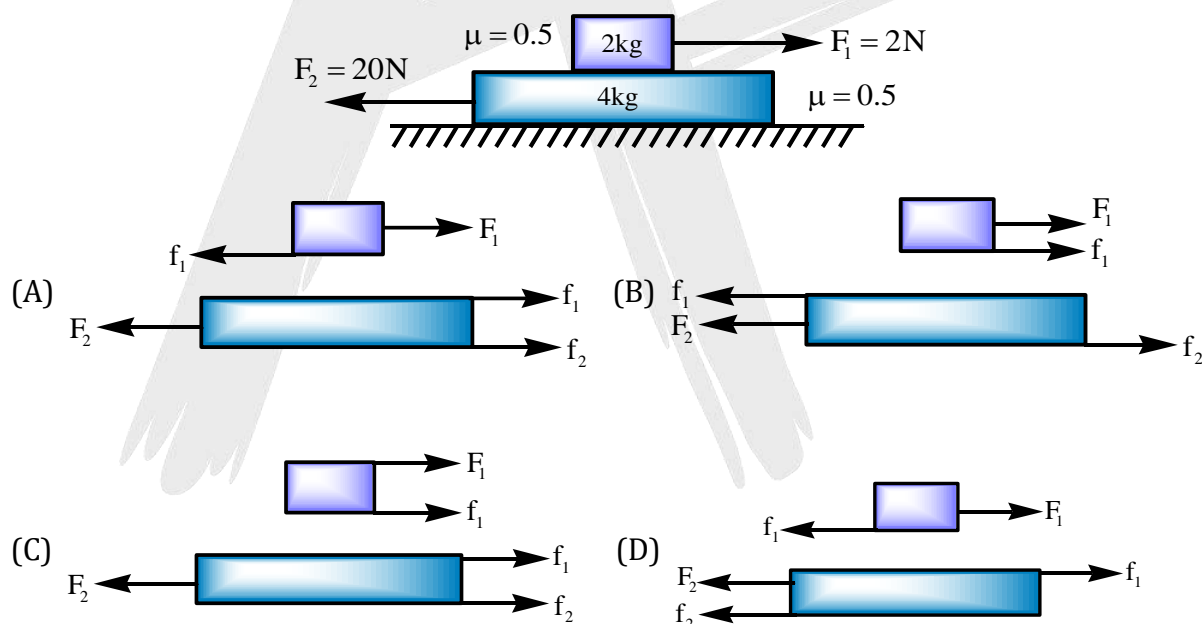 μ = 0.5
2kg
F₁ = 2N
F₂ = 20N
4kg
μ = 0.5
(A)
f₁
F₁
F₂
f₁
f₂
(B)
F₁
f₁
f₁
F₂
f₂
(C)
F₁
f₁
F₂
f₁
f₂
(D)
f₁
F₁
F₂
f₁
f₂